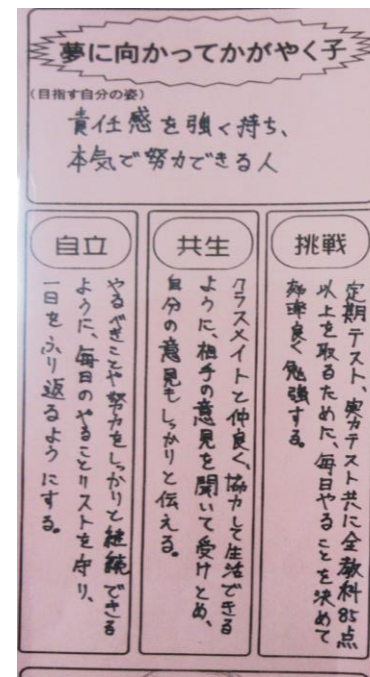 夢に向かってかがやく子
(目指す自分の姿)
責任感を強く持ち、
本気で努力できる人
挑戦
定期テスト、実力テスト共に全教科85点
以上を取るために、毎日やることを決めて
効率良く勉強する。
共生
クラスメイトと仲良く、協力して生活できる
ように、相手の意見を聞いて受けとめ、
自分の意見もしっかりと伝える。
自立
やるべきことや努力をしっかりと継続できる
ように、毎日のやることリストを守り、
一日をふり返るようにする。